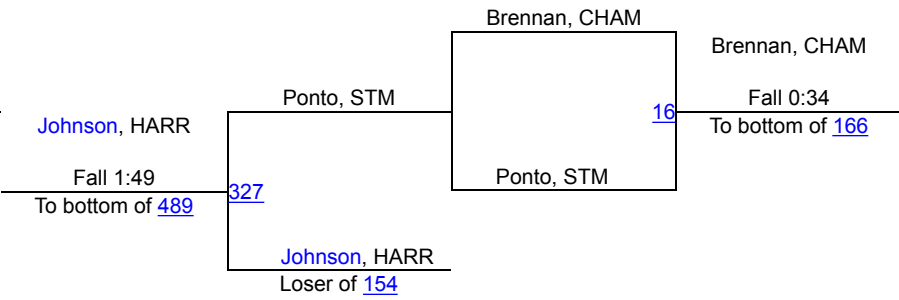 Brennan, CHAM
Brennan, CHAM
Ponto, STM
Fall 0:34
16
To bottom of 166
Johnson, HARR
Fall 1:49
Ponto, STM
327
To bottom of 489
Johnson, HARR
Loser of 154